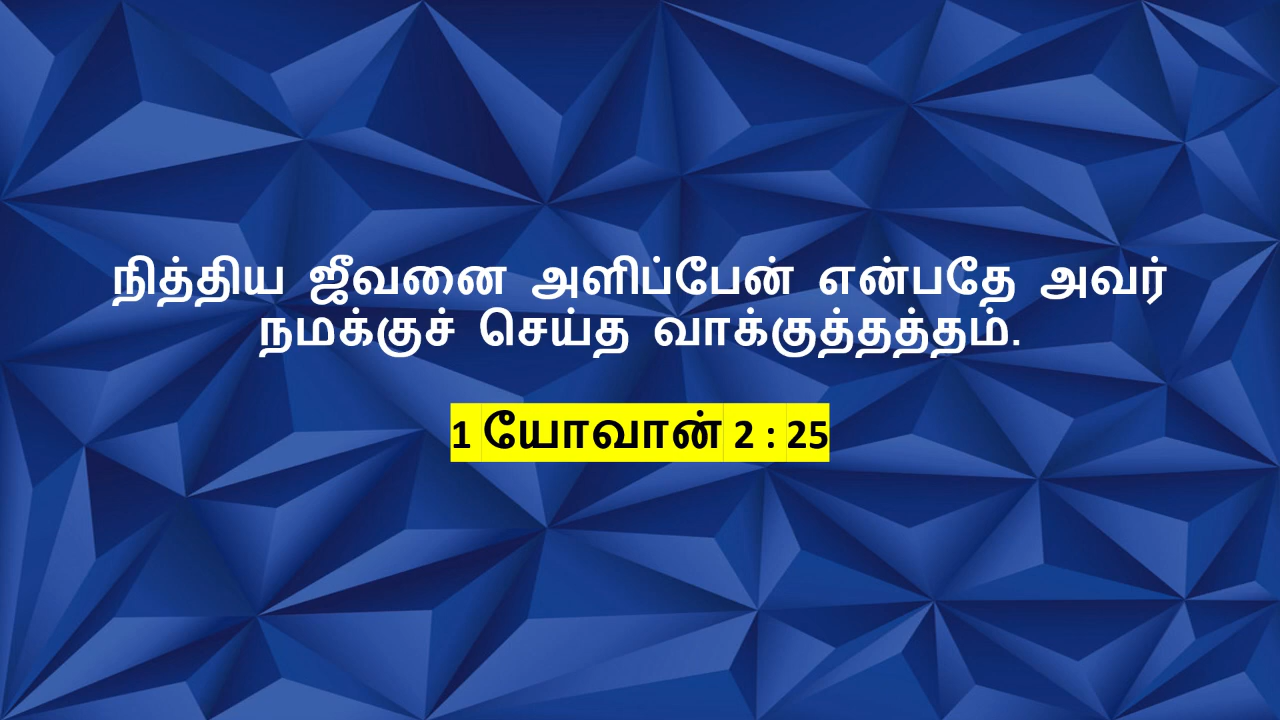 நித்திய ஜீவனை அளிப்பேன் என்பதே அவர்
நமக்குச் செய்த வாக்குத்தத்தம்.
1 யோவான் 2 : 25